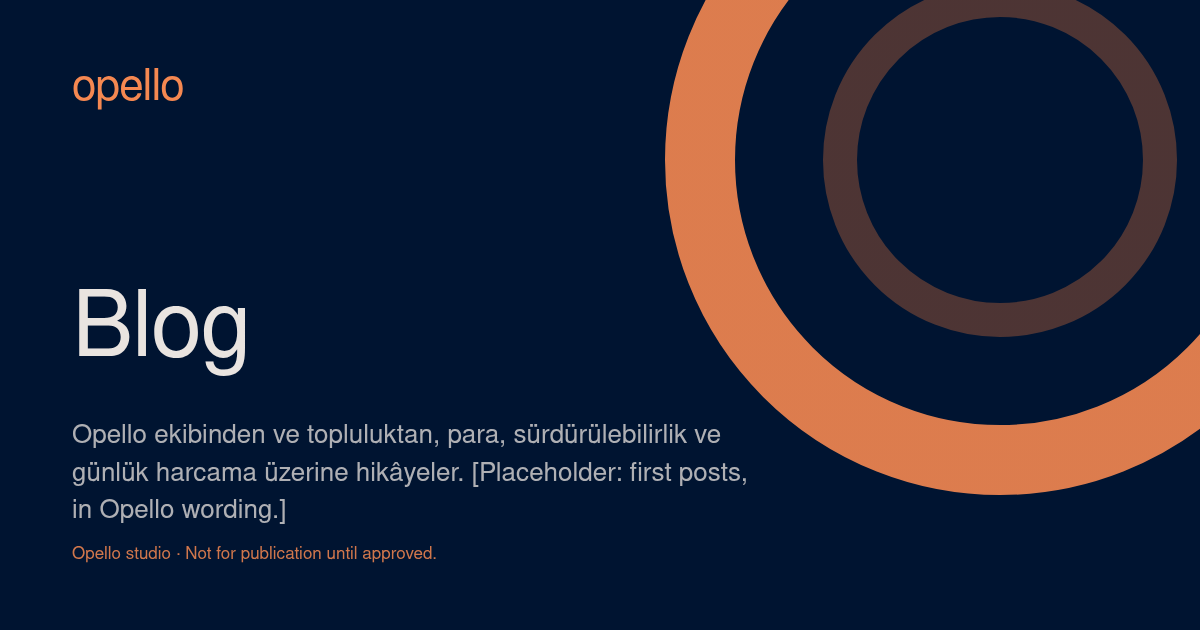 opello
Blog
Opello ekibinden ve topluluktan, para, sürdürülebilirlik ve
günlük harcama üzerine hikâyeler. [Placeholder: first posts,
in Opello wording.]
Opello studio · Not for publication until approved.